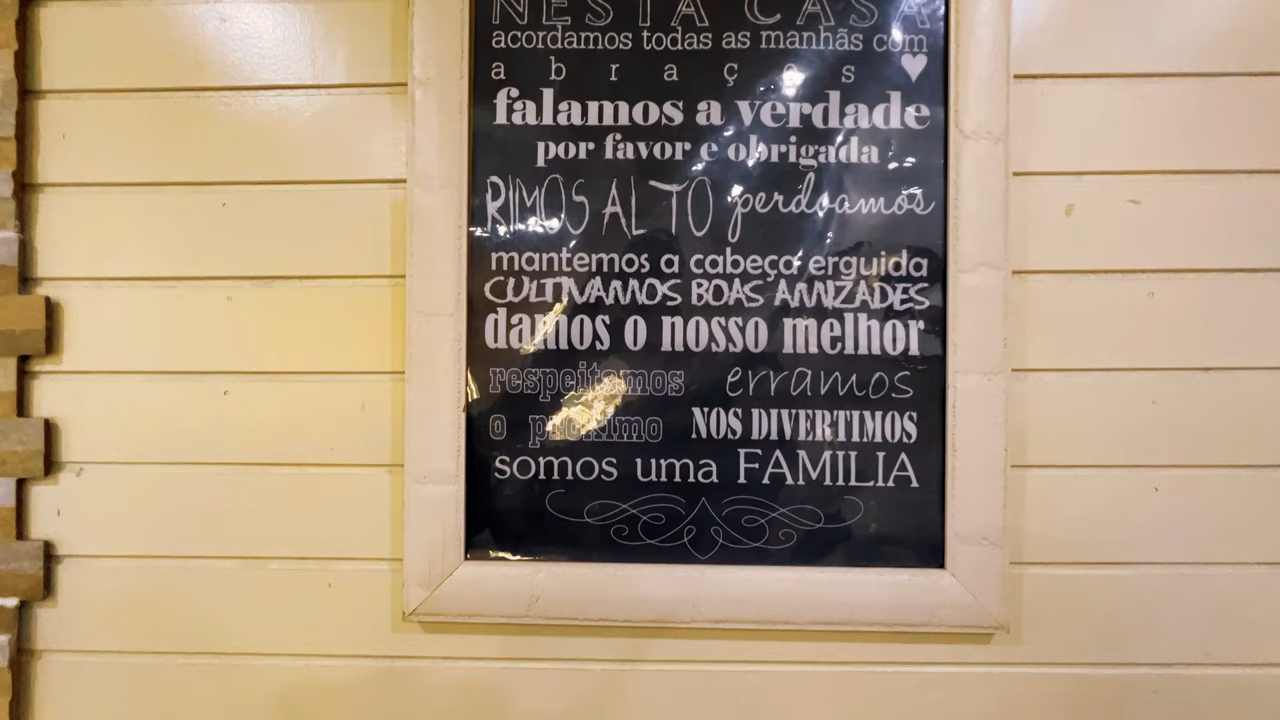 NESTA CASA
acordamos todas as manhãs com
abraços
falamos a verdade
por favor e obrigada
RIMOS ALTO perdoamos
mantemos a cabeça erguida
CULTIVAMOS BOAS AMIZADES
damos o nosso melhor
respeitamos erramos
o próximo NOS DIVERTIMOS
somos uma FAMILIA